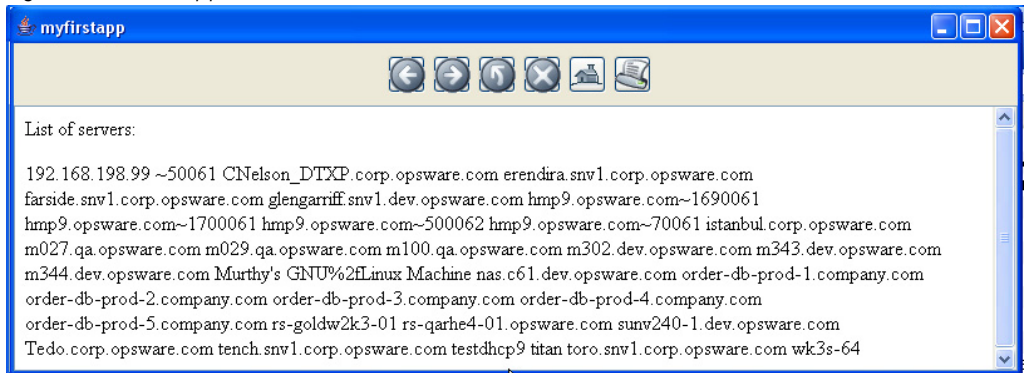 myfirstapp
List of servers:
192.168.198.99 ~50061 CNelson_DTXP.corp.opsware.com erendira.snv1.corp.opsware.com
farside.snv1.corp.opsware.com glengarriff.snv1.dev.opsware.com hmp9.opsware.com~1690061
hmp9.opsware.com~1700061 hmp9.opsware.com~500062 hmp9.opsware.com~70061 istanbul.corp.opsware.com
m027.qa.opsware.com m029.qa.opsware.com m100.qa.opsware.com m302.dev.opsware.com m343.dev.opsware.com
m344.dev.opsware.com Murthy's GNU%2fLinux Machine nas.c61.dev.opsware.com order-db-prod-1.company.com
order-db-prod-2.company.com order-db-prod-3.company.com order-db-prod-4.company.com
order-db-prod-5.company.com rs-goldw2k3-01 rs-qarhe4-01.opsware.com sunv240-1.dev.opsware.com
Tedo.corp.opsware.com tench.snv1.corp.opsware.com testdhcp9 titan toro.snv1.corp.opsware.com wk3s-64